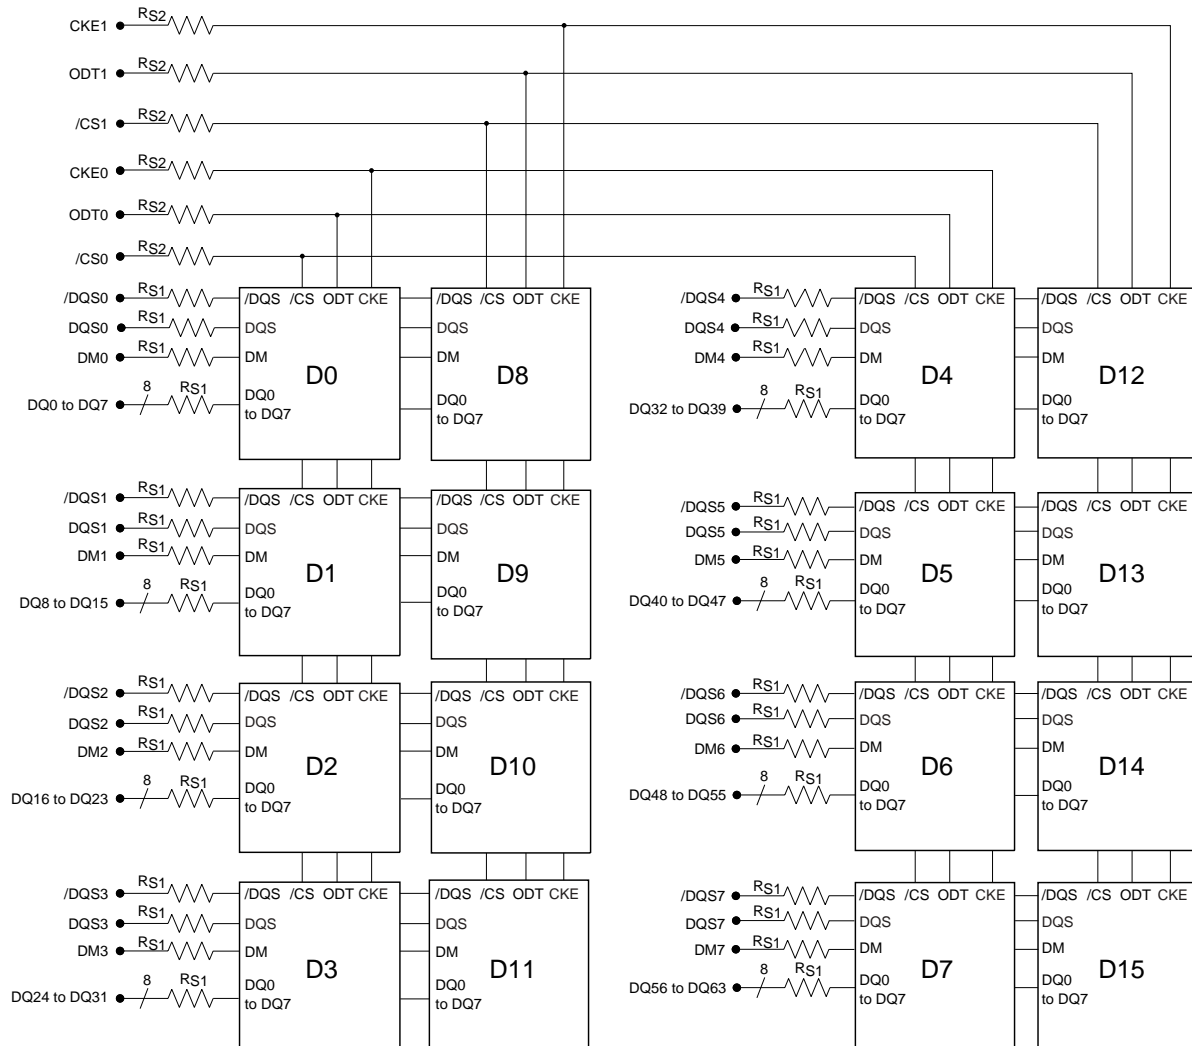 CKE1 RS2
ODT1 RS2
/CS1 RS2
CKE0 RS2
ODT0 RS2
/CS0 RS2
/DQS0 RS1 /DQS /CS ODT CKE /DQS /CS ODT CKE
DQS0 RS1 DQS DQS
DM0 RS1 DM DM
D0 D8
DQ0 to DQ7 8 RS1 DQ0 to DQ7 DQ0 to DQ7
/DQS4 RS1 /DQS /CS ODT CKE /DQS /CS ODT CKE
DQS4 RS1 DQS DQS
DM4 RS1 DM DM
D4 D12
DQ32 to DQ39 8 RS1 DQ0 to DQ7 DQ0 to DQ7
/DQS1 RS1 /DQS /CS ODT CKE /DQS /CS ODT CKE
DQS1 RS1 DQS DQS
DM1 RS1 DM DM
D1 D9
DQ8 to DQ15 8 RS1 DQ0 to DQ7 DQ0 to DQ7
/DQS5 RS1 /DQS /CS ODT CKE /DQS /CS ODT CKE
DQS5 RS1 DQS DQS
DM5 RS1 DM DM
D5 D13
DQ40 to DQ47 8 RS1 DQ0 to DQ7 DQ0 to DQ7
/DQS2 RS1 /DQS /CS ODT CKE /DQS /CS ODT CKE
DQS2 RS1 DQS DQS
DM2 RS1 DM DM
D2 D10
DQ16 to DQ23 8 RS1 DQ0 to DQ7 DQ0 to DQ7
/DQS6 RS1 /DQS /CS ODT CKE /DQS /CS ODT CKE
DQS6 RS1 DQS DQS
DM6 RS1 DM DM
D6 D14
DQ48 to DQ55 8 RS1 DQ0 to DQ7 DQ0 to DQ7
/DQS3 RS1 /DQS /CS ODT CKE /DQS /CS ODT CKE
DQS3 RS1 DQS DQS
DM3 RS1 DM DM
D3 D11
DQ24 to DQ31 8 RS1 DQ0 to DQ7 DQ0 to DQ7
/DQS7 RS1 /DQS /CS ODT CKE /DQS /CS ODT CKE
DQS7 RS1 DQS DQS
DM7 RS1 DM DM
D7 D15
DQ56 to DQ63 8 RS1 DQ0 to DQ7 DQ0 to DQ7